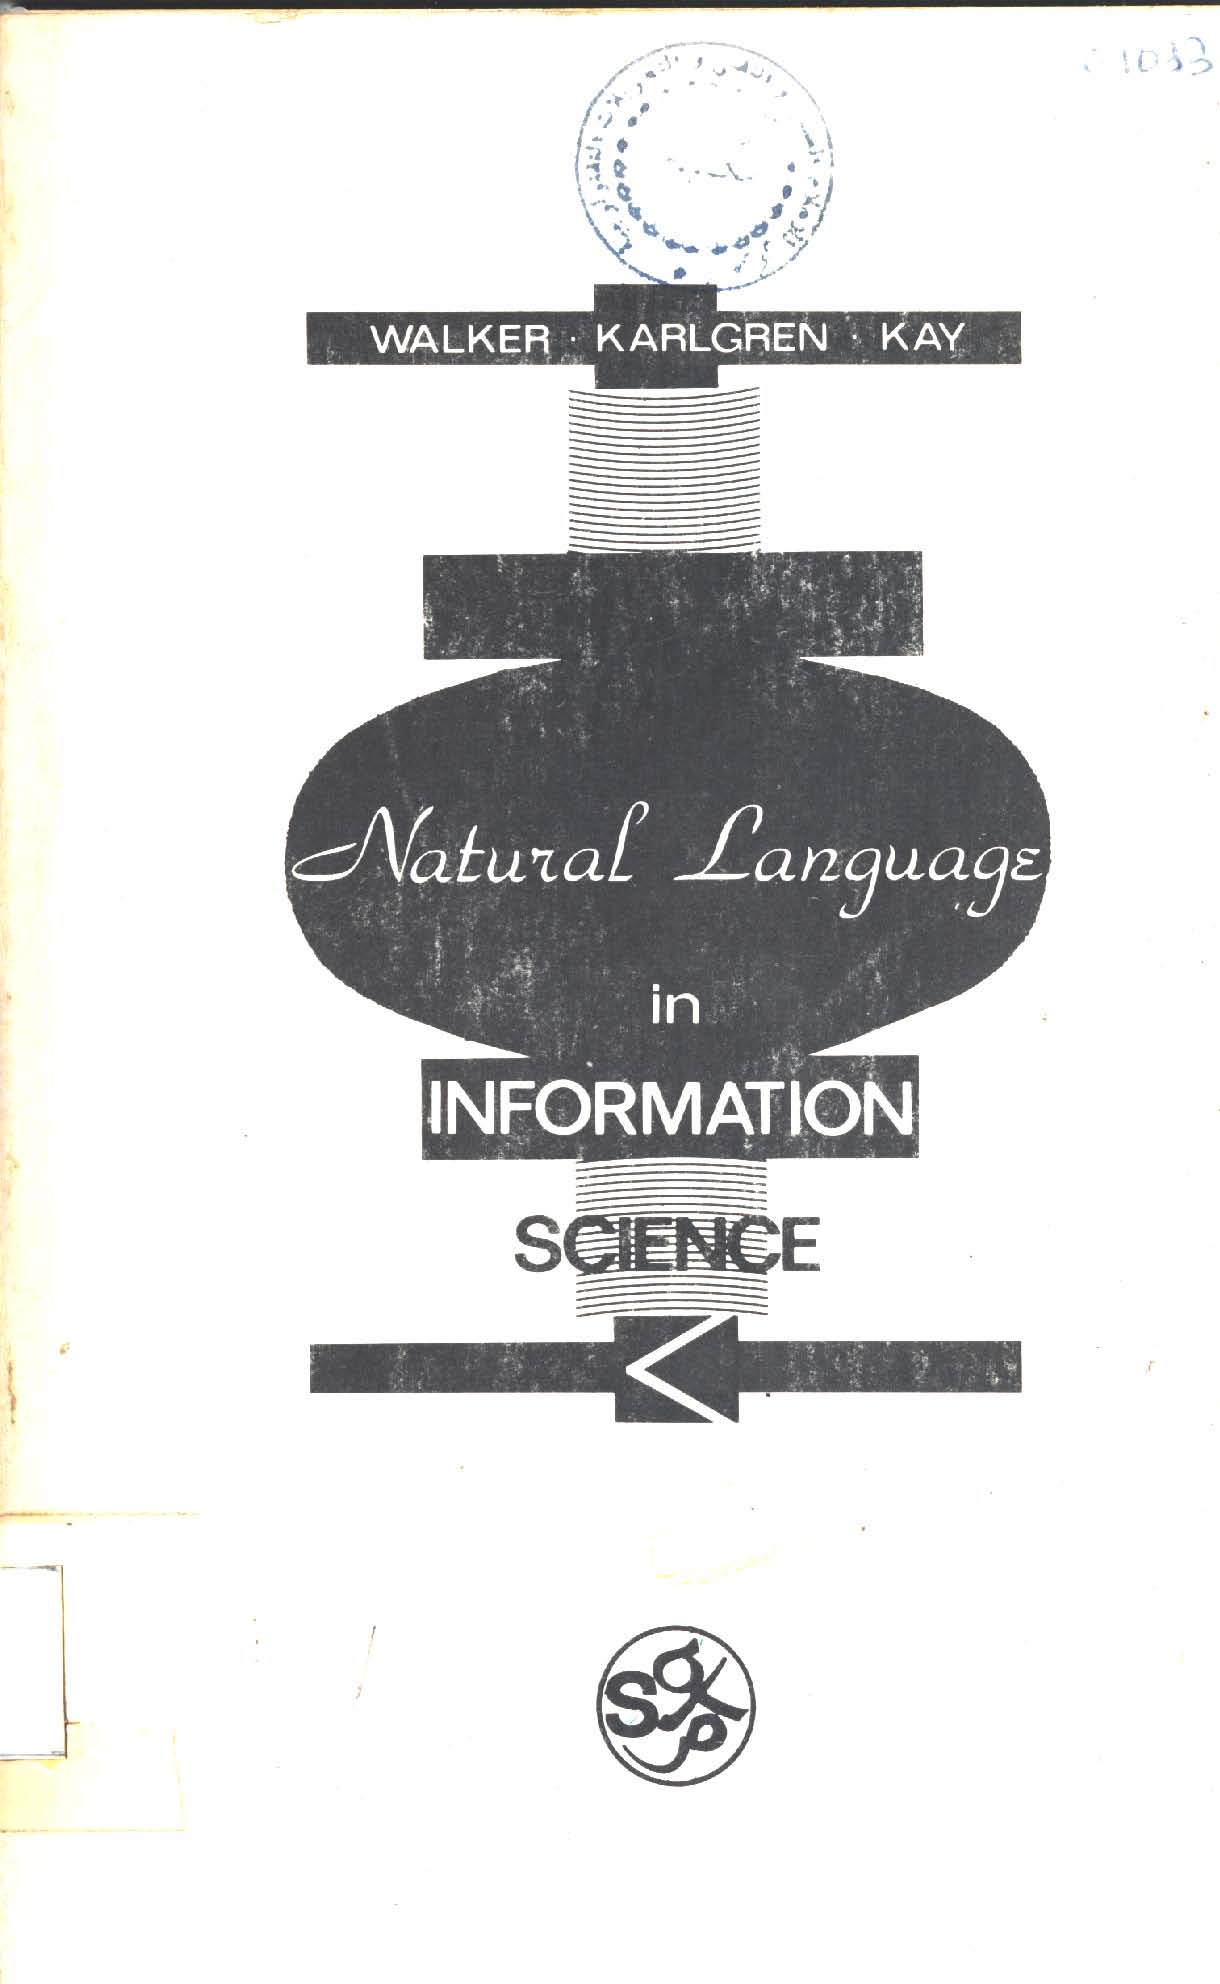 WALKER · KARLGREN · KAY
Natural Language
in
INFORMATION
SCIENCE